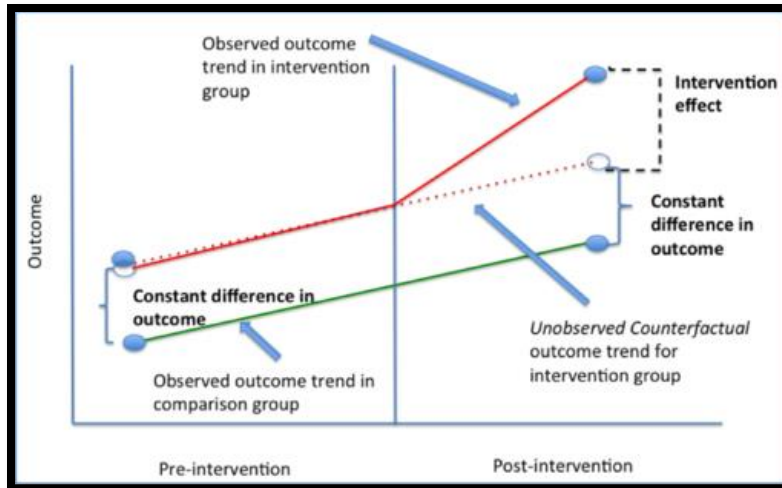 Observed outcome
trend in intervention
group
Intervention
effect
Constant
difference in
outcome
Outcome
Constant difference in
outcome
Unobserved Counterfactual
outcome trend for
intervention group
Observed outcome trend in
comparison group
Pre-intervention
Post-intervention